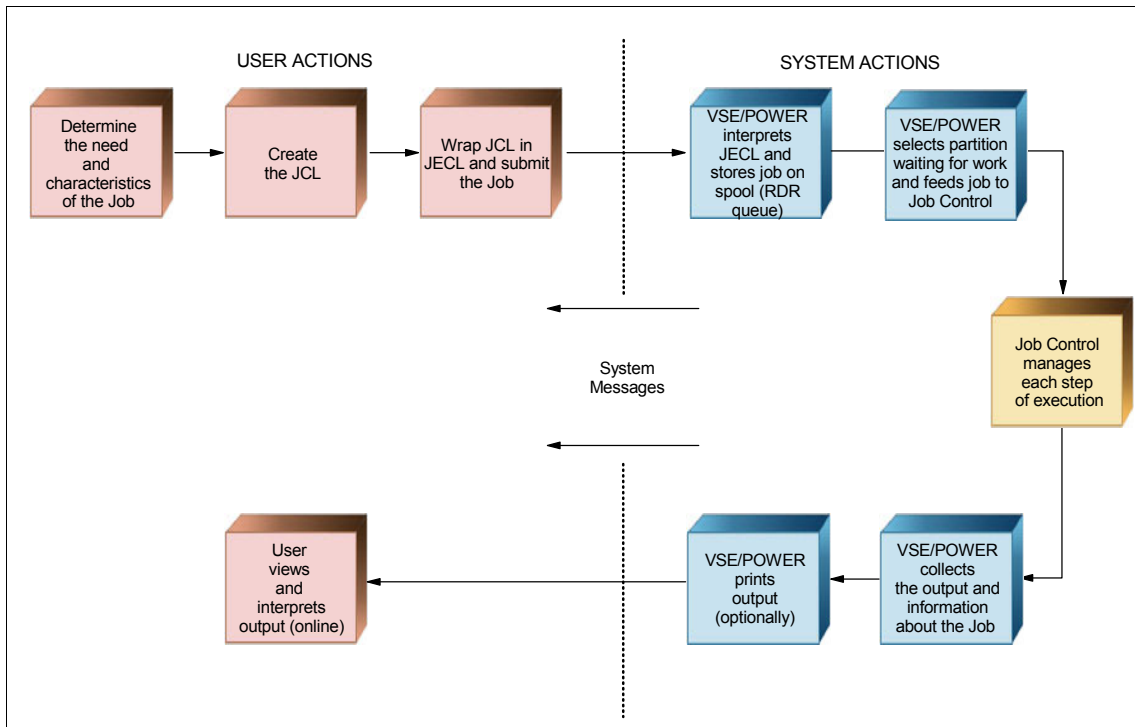 USER ACTIONS
SYSTEM ACTIONS
Determine
the need
and
characteristics
of the Job
Create
the JCL
Wrap JCL in
JECL and submit
the Job
VSE/POWER
interprets
JECL and
stores job on
spool (RDR
queue)
VSE/POWER
selects partition
waiting for work
and feeds job to
Job Control
Job Control
manages
each step
of execution
System
Messages
User
views
and
interprets
output (online)
VSE/POWER
prints
output
(optionally)
VSE/POWER
collects
the output and
information
about the Job